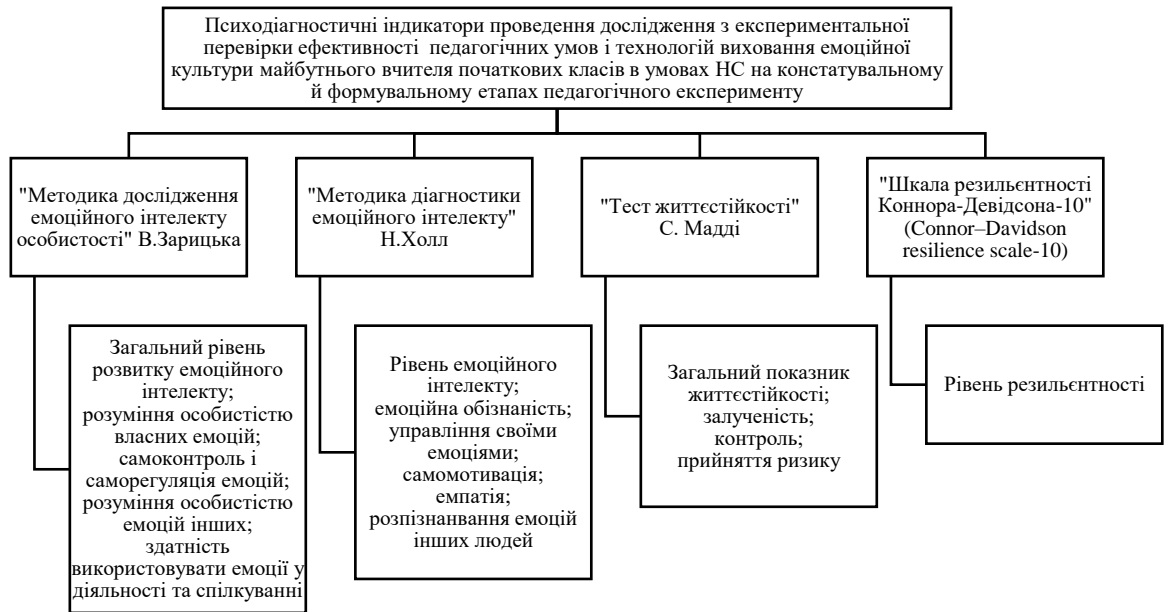 Психодіагностичні індикатори проведення дослідження з експериментальної
перевірки ефективності педагогічних умов і технологій виховання емоційної
культури майбутнього вчителя початкових класів в умовах НС на констатувальному
й формувальному етапах педагогічного експерименту
"Методика дослідження
емоційного інтелекту
особистості" В.Зарицька
"Методика діагностики
емоційного інтелекту"
Н.Холл
"Тест життєстійкості"
С. Мадді
"Шкала резильєнтності
Коннора-Девідсона-10"
(Connor–Davidson
resilience scale-10)
Загальний рівень
розвитку емоційного
інтелекту;
розуміння особистістю
власних емоцій;
самоконтроль і
саморегуляція емоцій;
розуміння особистістю
емоцій інших;
здатність
використовувати емоції у
діяльності та спілкуванні
Рівень емоційного
інтелекту;
емоційна обізнаність;
управління своїми
емоціями;
самомотивація;
емпатія;
розпізнанвання емоцій
інших людей
Загальний показник
життєстійкості;
залученість;
контроль;
прийняття ризику
Рівень резильєнтності